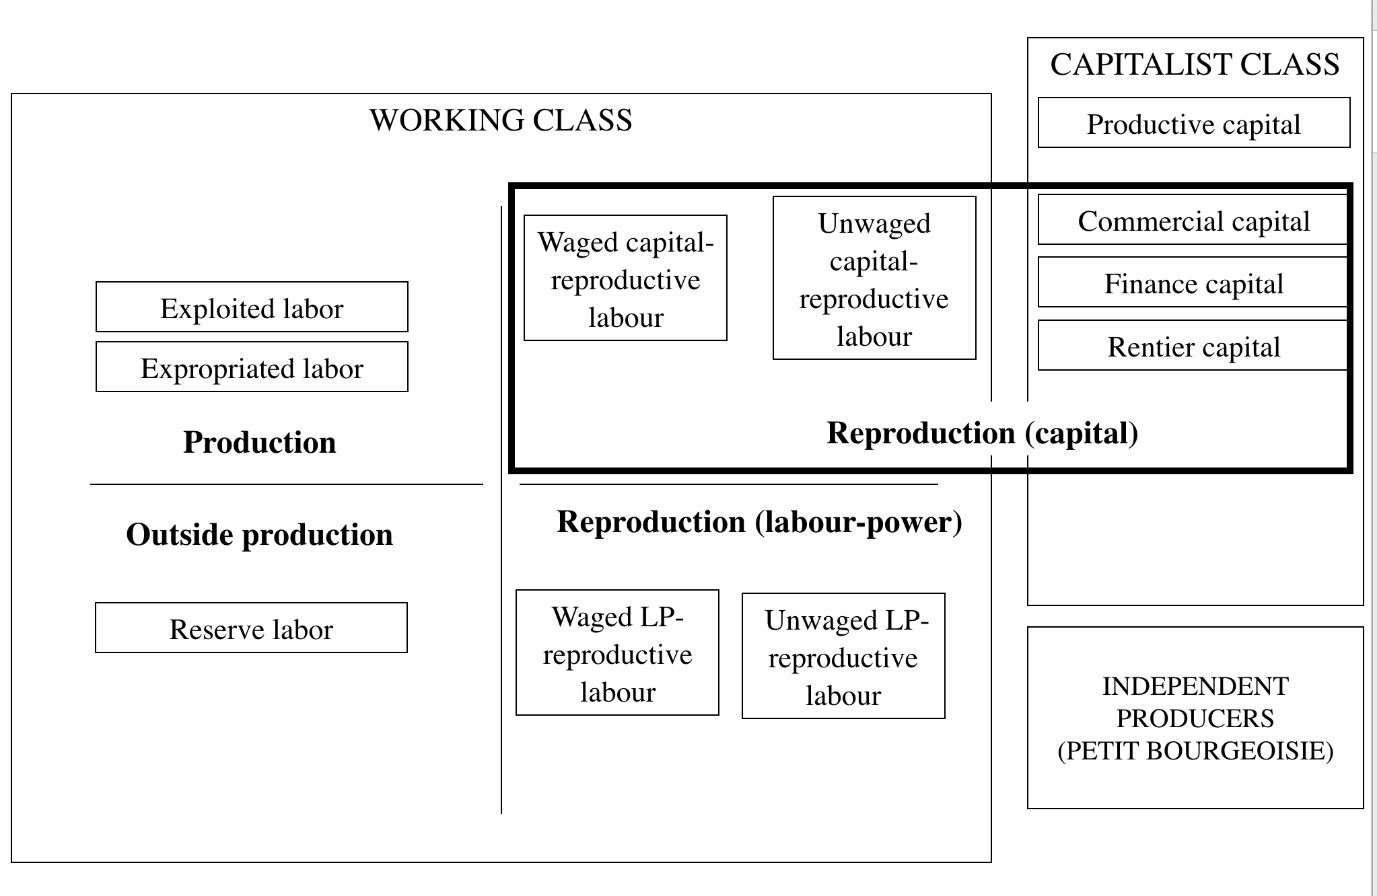 CAPITALIST CLASS
Productive capital
WORKING CLASS
Waged capital-
reproductive
labour
Unwaged
capital-
reproductive
labour
Commercial capital
Finance capital
Rentier capital
Exploited labor
Expropriated labor
Production
Reproduction (capital)
Outside production
Reproduction (labour-power)
Reserve labor
Waged LP-
reproductive
labour
Unwaged LP-
reproductive
labour
INDEPENDENT
PRODUCERS
(PETIT BOURGEOISIE)